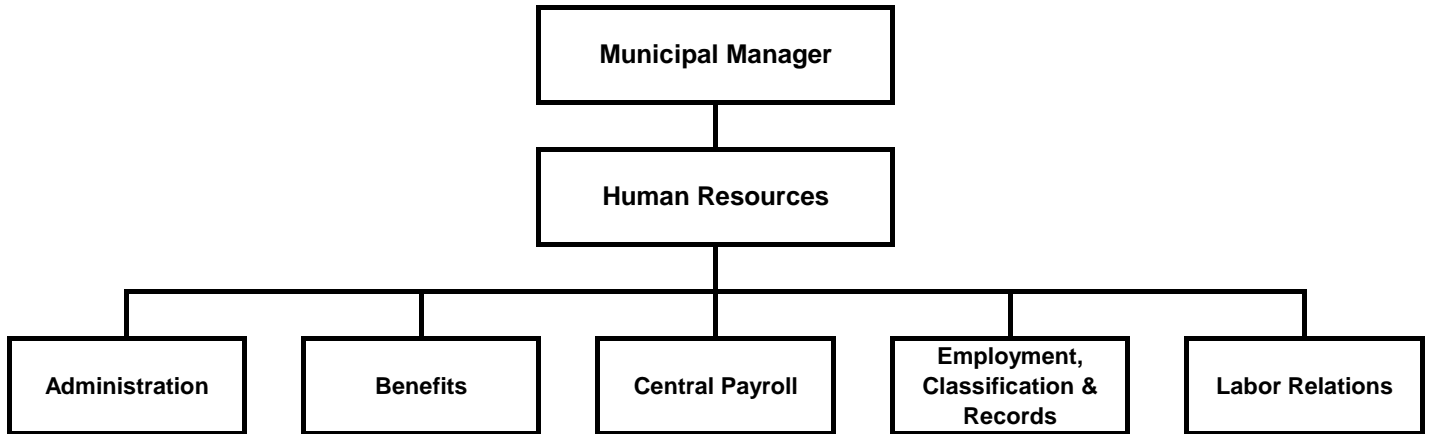 Municipal Manager
Human Resources
Administration
Benefits
Central Payroll
Employment,
Classification &
Records
Labor Relations